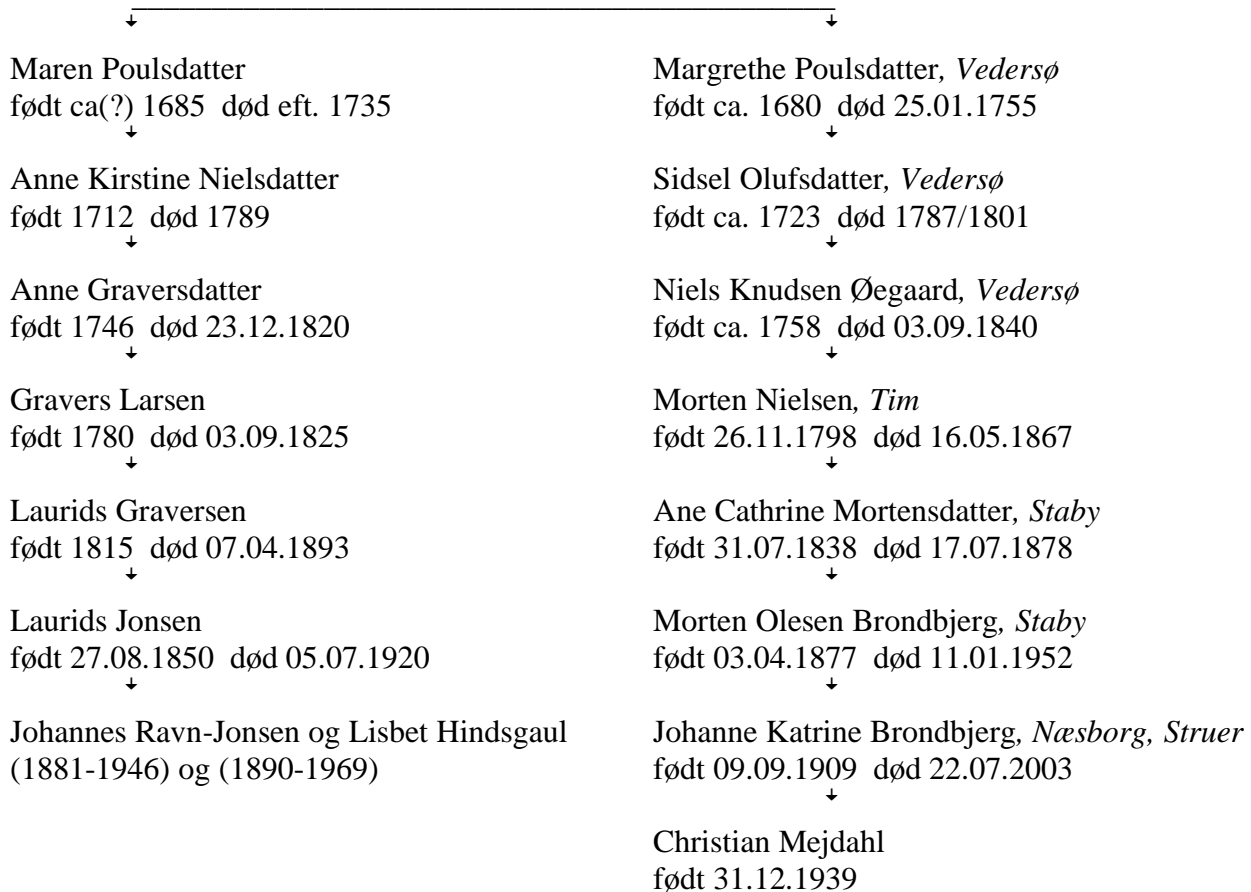 Maren Poulsdatter
født ca(?) 1685 død eft. 1735
Anne Kirstine Nielsdatter
født 1712 død 1789
Anne Graversdatter
født 1746 død 23.12.1820
Gravers Larsen
født 1780 død 03.09.1825
Laurids Graversen
født 1815 død 07.04.1893
Laurids Jonsen
født 27.08.1850 død 05.07.1920
Johannes Ravn-Jonsen og Lisbet Hindsgaul
(1881-1946) og (1890-1969)
Margrethe Poulsdatter, Vedersø
født ca. 1680 død 25.01.1755
Sidsel Olufsdatter, Vedersø
født ca. 1723 død 1787/1801
Niels Knudsen Øegaard, Vedersø
født ca. 1758 død 03.09.1840
Morten Nielsen, Tim
født 26.11.1798 død 16.05.1867
Ane Cathrine Mortensdatter, Staby
født 31.07.1838 død 17.07.1878
Morten Olesen Brondbjerg, Staby
født 03.04.1877 død 11.01.1952
Johanne Katrine Brondbjerg, Næsborg, Struer
født 09.09.1909 død 22.07.2003
Christian Mejdahl
født 31.12.1939